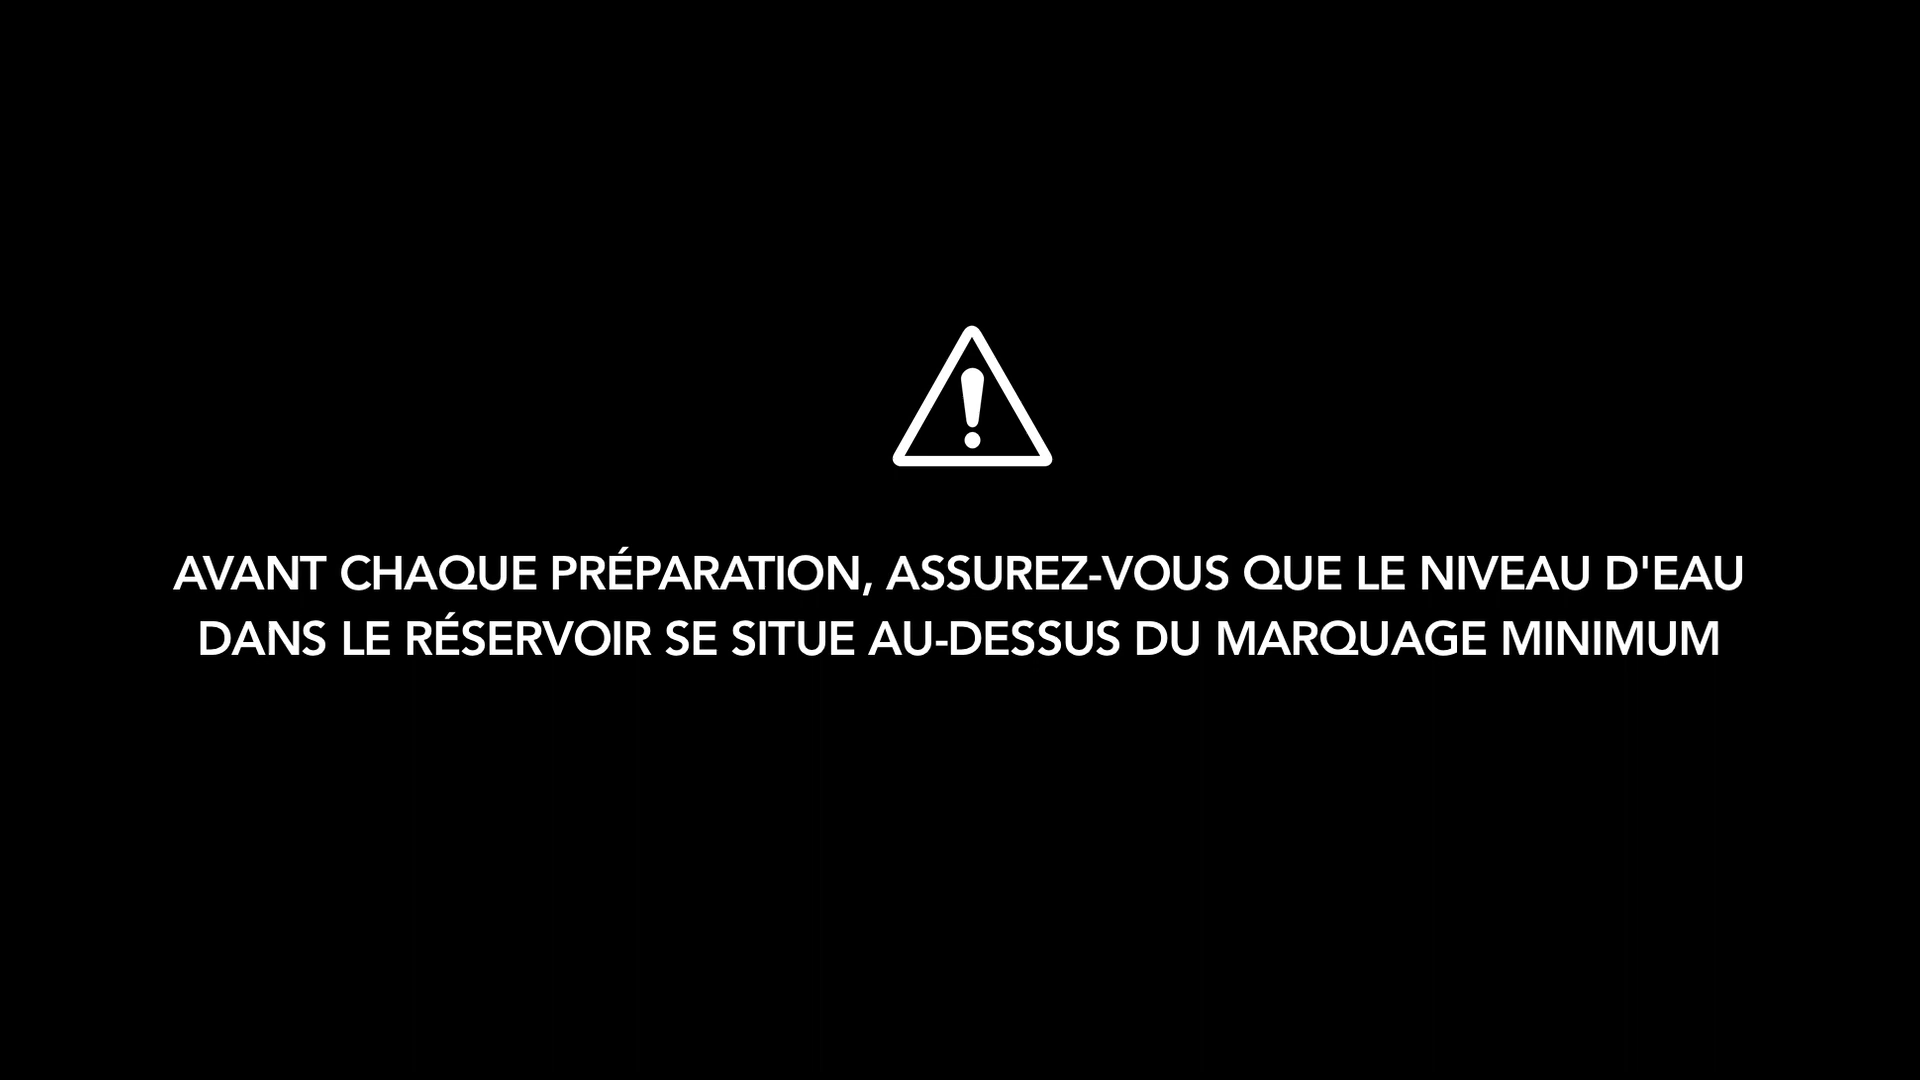 AVANT CHAQUE PRÉPARATION, ASSUREZ-VOUS QUE LE NIVEAU D'EAU
DANS LE RÉSERVOIR SE SITUE AU-DESSUS DU MARQUAGE MINIMUM